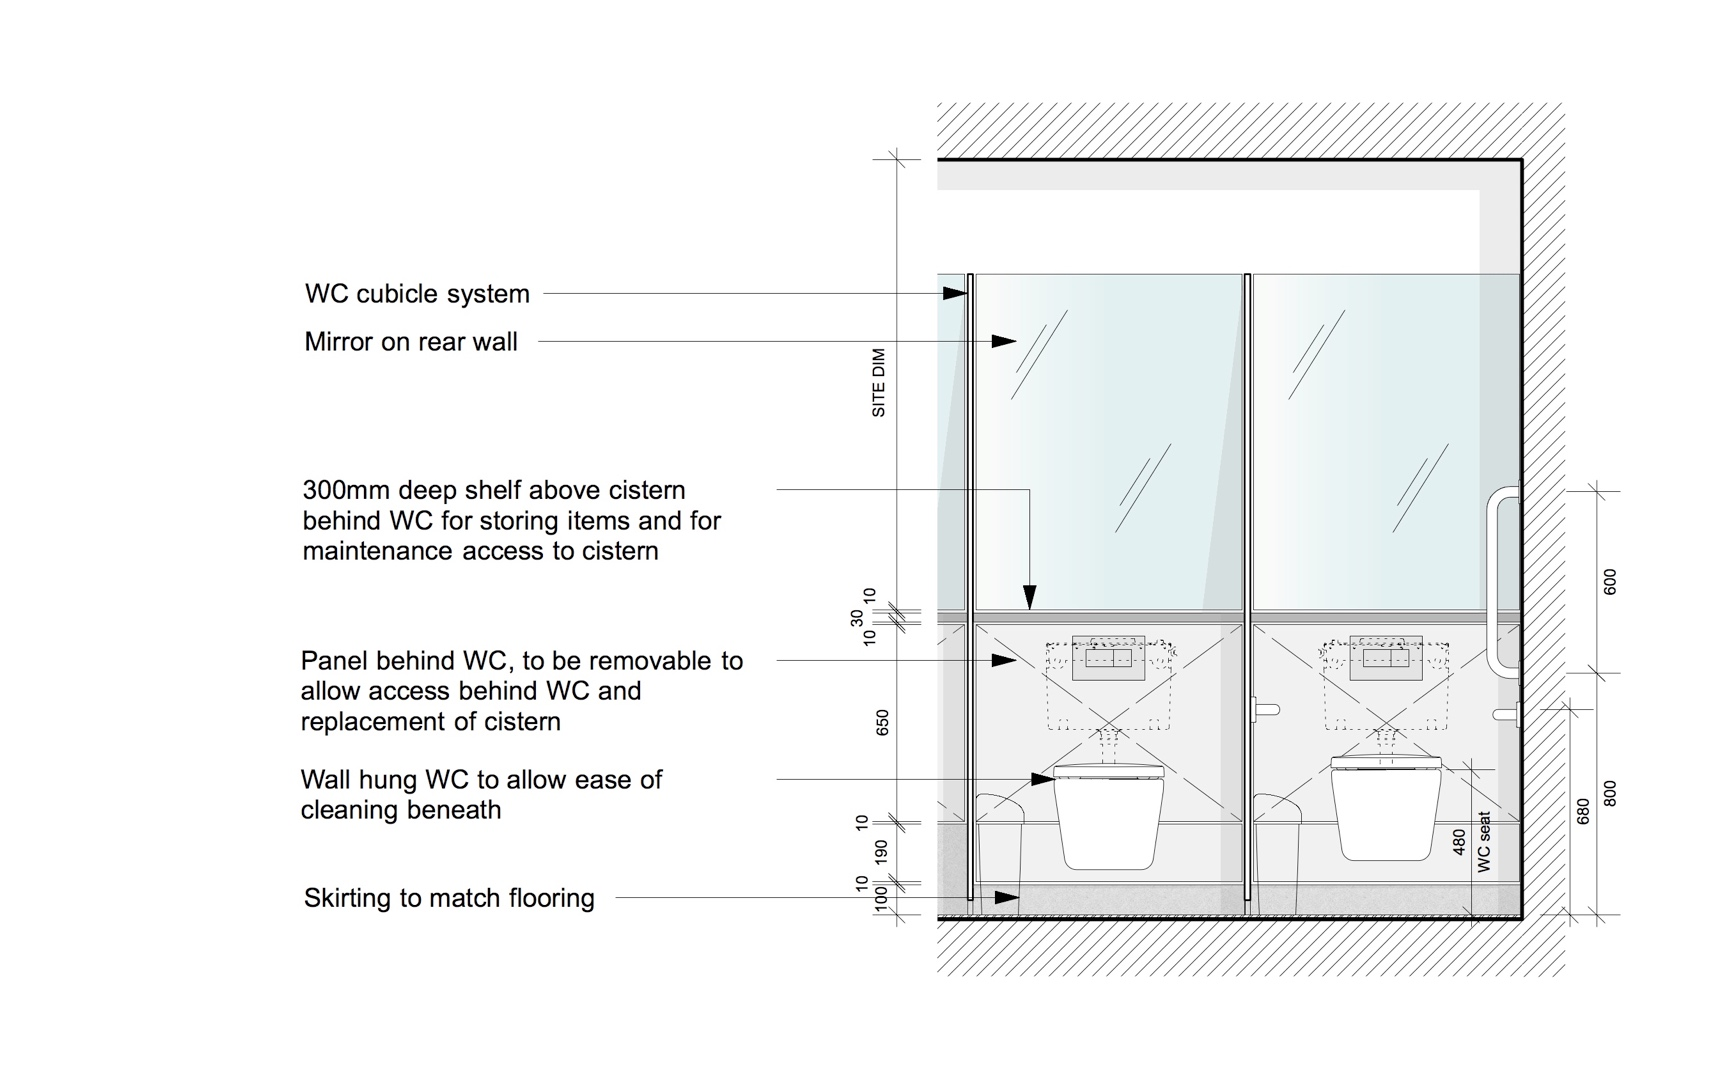 WC cubicle system
Mirror on rear wall
SITE DIM
300mm deep shelf above cistern
behind WC for storing items and for
maintenance access to cistern
10
30
10
Panel behind WC, to be removable to
allow access behind WC and
replacement of cistern
650
Wall hung WC to allow ease of
cleaning beneath
10
190
10
100
Skirting to match flooring
480
WC seat
600
680
800